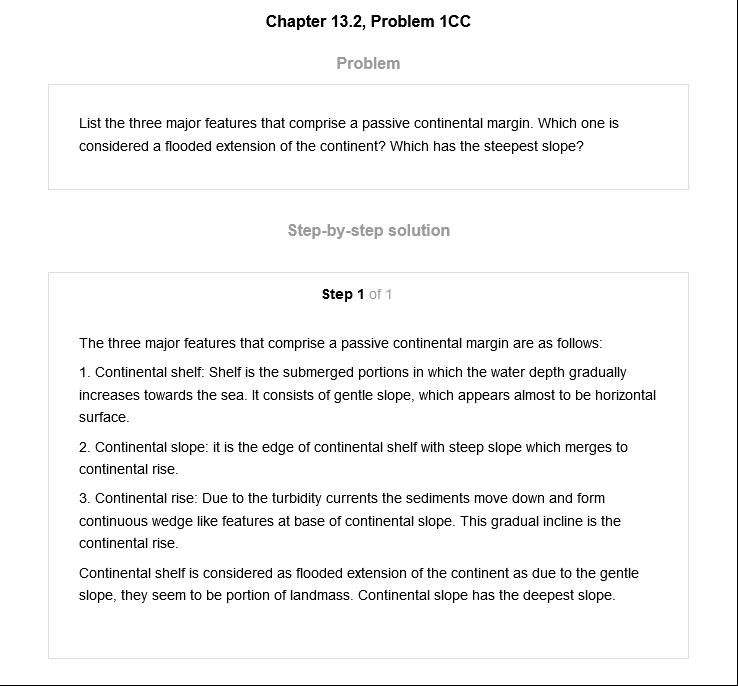 Chapter 13.2, Problem 1CC
Problem
List the three major features that comprise a passive continental margin. Which one is
considered a flooded extension of the continent? Which has the steepest slope?
Step-by-step solution
Step 1 of 1
The three major features that comprise a passive continental margin are as follows:
1. Continental shelf: Shelf is the submerged portions in which the water depth gradually
increases towards the sea. It consists of gentle slope, which appears almost to be horizontal
surface.
2. Continental slope: it is the edge of continental shelf with steep slope which merges to
continental rise.
3. Continental rise: Due to the turbidity currents the sediments move down and form
continuous wedge like features at base of continental slope. This gradual incline is the
continental rise.
Continental shelf is considered as flooded extension of the continent as due to the gentle
slope, they seem to be portion of landmass. Continental slope has the deepest slope.